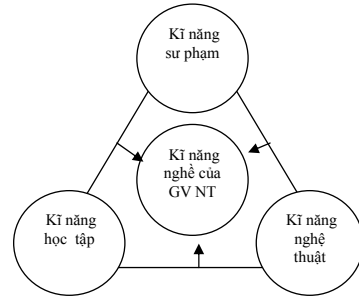 Kĩ năng
sư phạm
Kĩ năng
nghề của
GV NT
Kĩ năng
học tập
Kĩ năng
nghệ
thuật